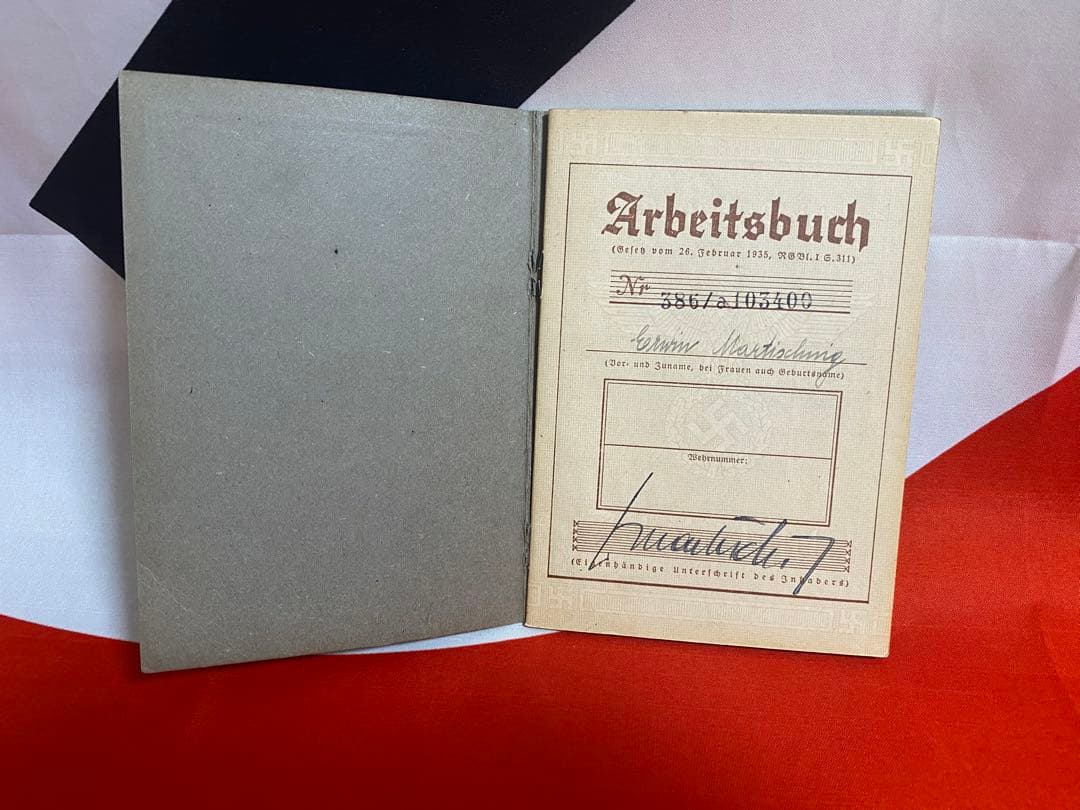 Arbeitsbuch
(Gesetz vom 26. Februar 1935, RGBl. I S. 311)
Nr 386/a103400
Erwin Martisching
(Vor- und Zuname, bei Frauen auch Geburtsname)
Wehrnummer:
(Eigenhändige Unterschrift des Inhabers)